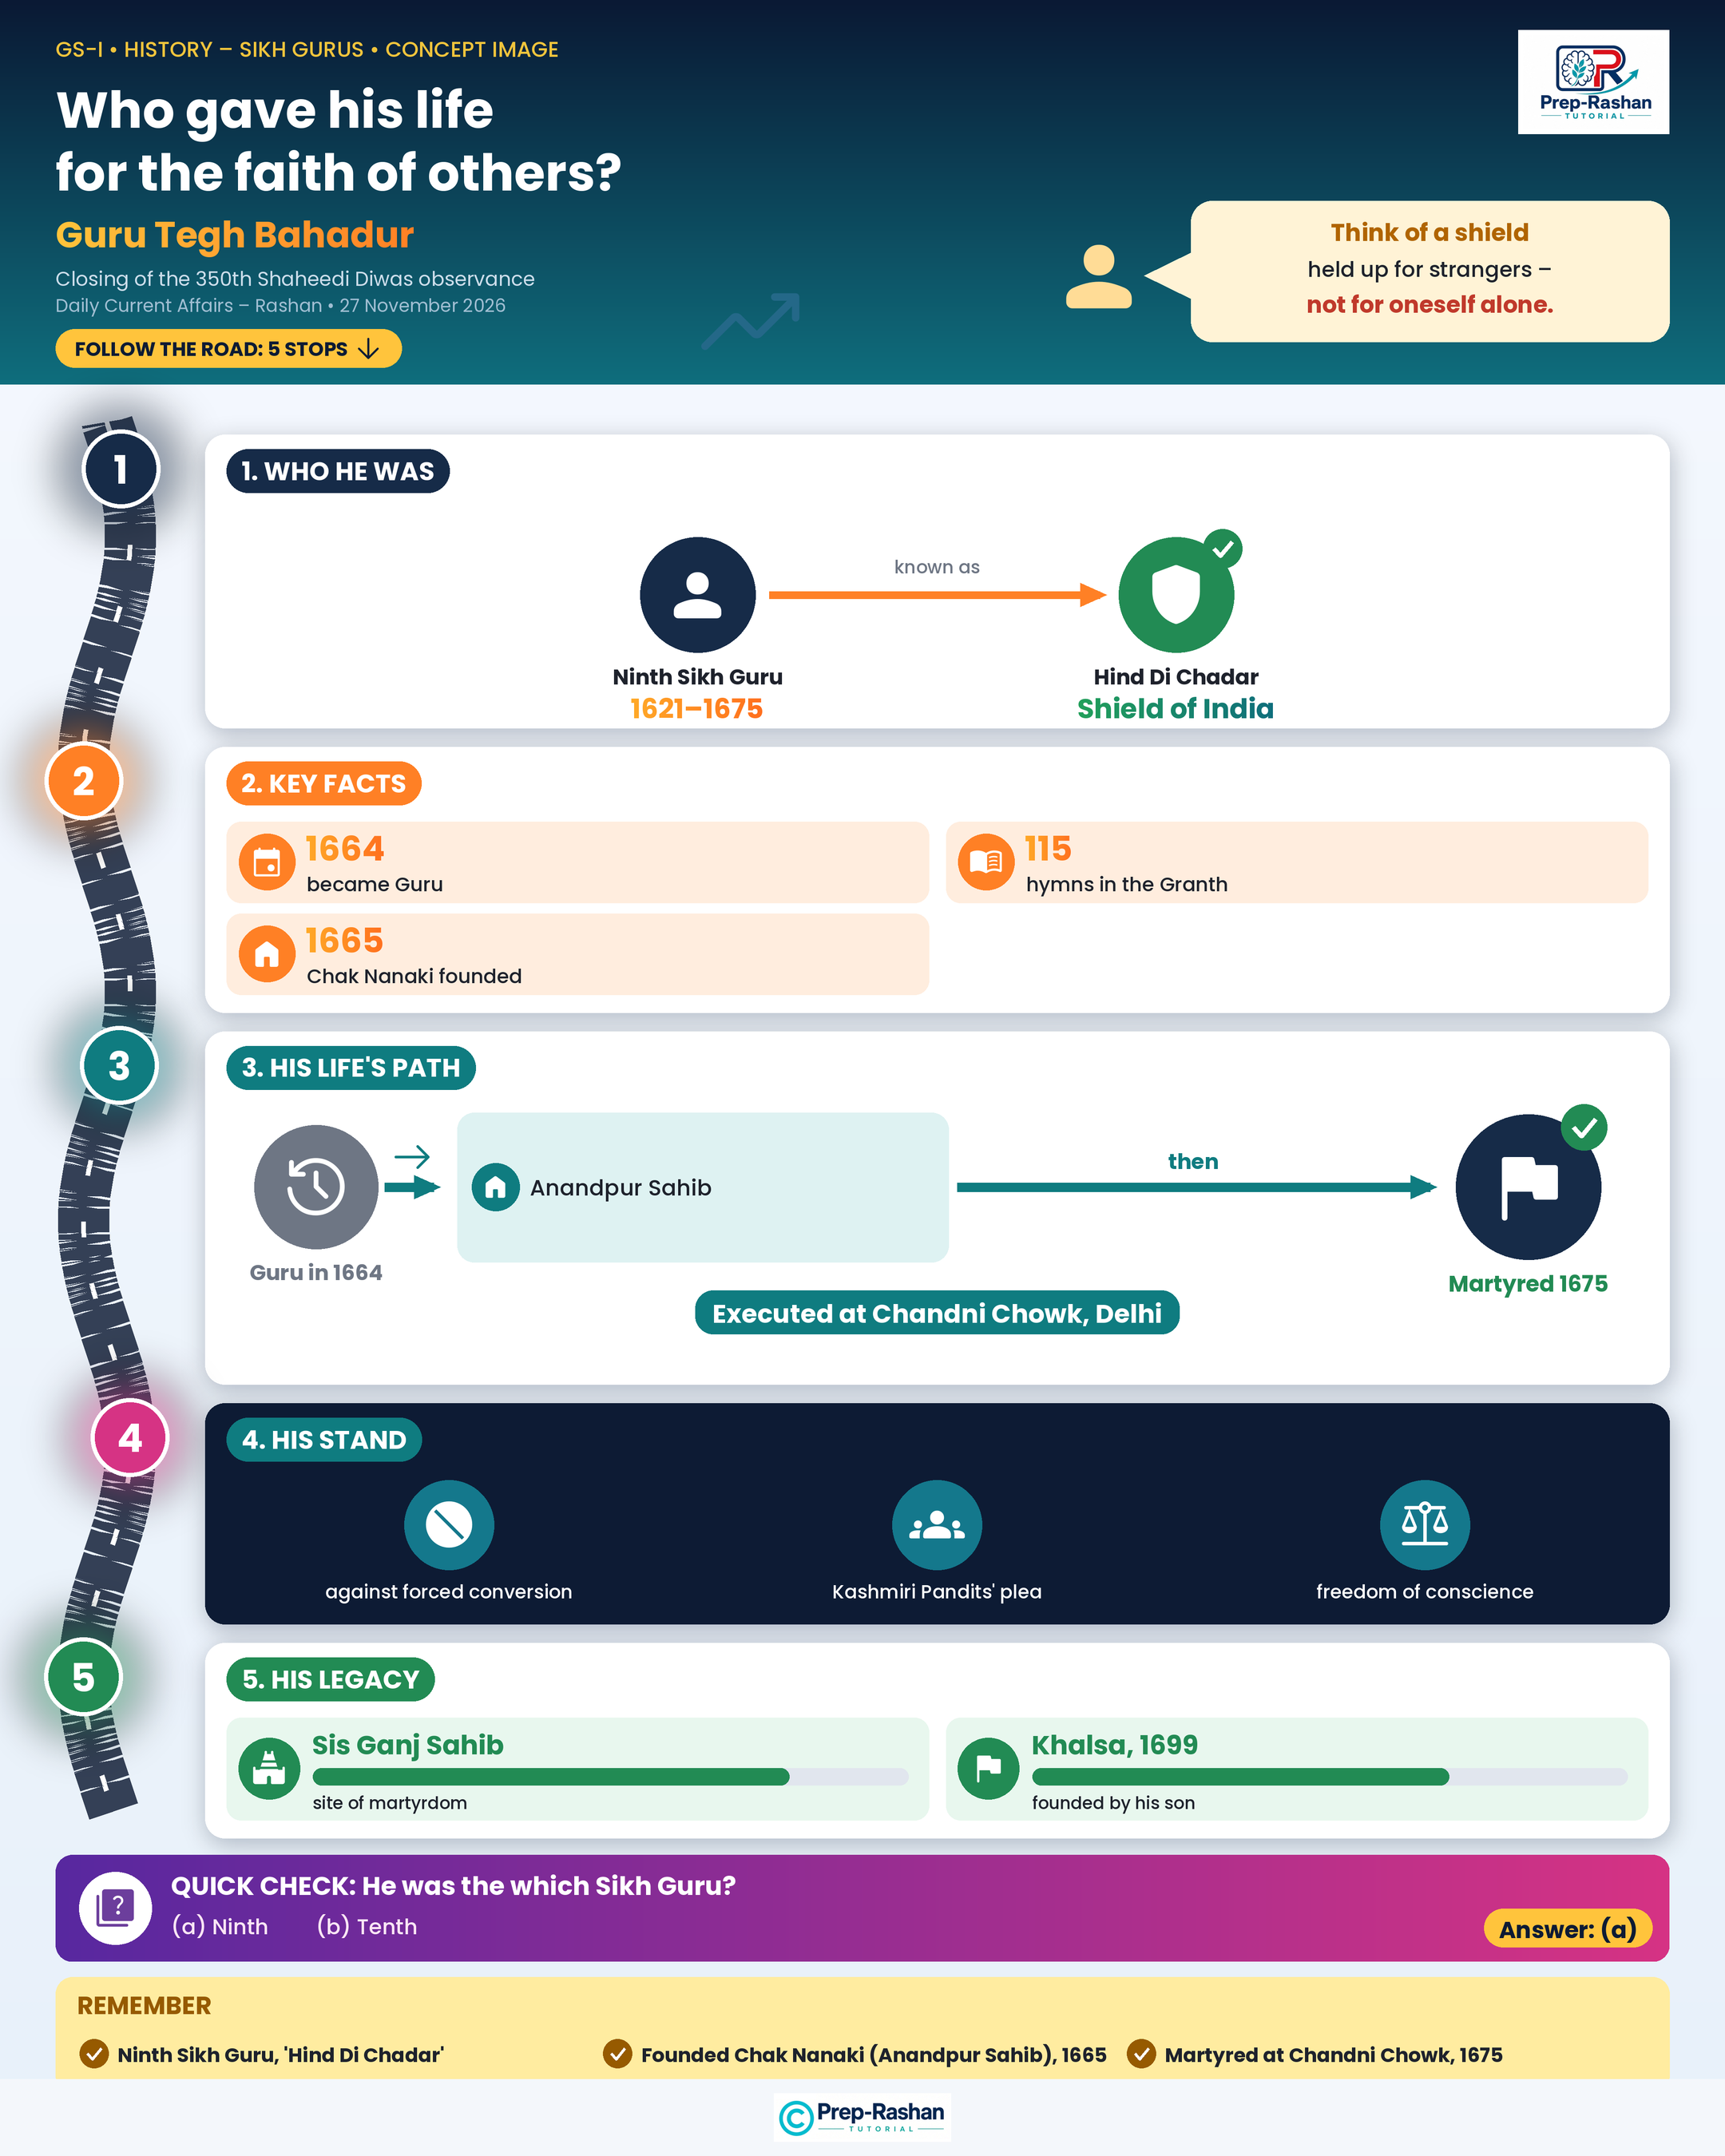 GS-I • HISTORY – SIKH GURUS • CONCEPT IMAGE
Who gave his life
for the faith of others?
Guru Tegh Bahadur
Closing of the 350th Shaheedi Diwas observance
Daily Current Affairs – Rashan • 27 November 2026
FOLLOW THE ROAD: 5 STOPS
Prep-Rashan
TUTORIAL
Think of a shield
held up for strangers –
not for oneself alone.
1
1. WHO HE WAS
known as
Ninth Sikh Guru
1621–1675
Hind Di Chadar
Shield of India
2
2. KEY FACTS
1664
became Guru
115
hymns in the Granth
1665
Chak Nanaki founded
3
3. HIS LIFE'S PATH
Guru in 1664
Anandpur Sahib
then
Martyred 1675
Executed at Chandni Chowk, Delhi
4
4. HIS STAND
against forced conversion
Kashmiri Pandits' plea
freedom of conscience
5
5. HIS LEGACY
Sis Ganj Sahib
site of martyrdom
Khalsa, 1699
founded by his son
QUICK CHECK: He was the which Sikh Guru?
(a) Ninth (b) Tenth
Answer: (a)
REMEMBER
Ninth Sikh Guru, 'Hind Di Chadar'
Founded Chak Nanaki (Anandpur Sahib), 1665
Martyred at Chandni Chowk, 1675
© Prep-Rashan
TUTORIAL